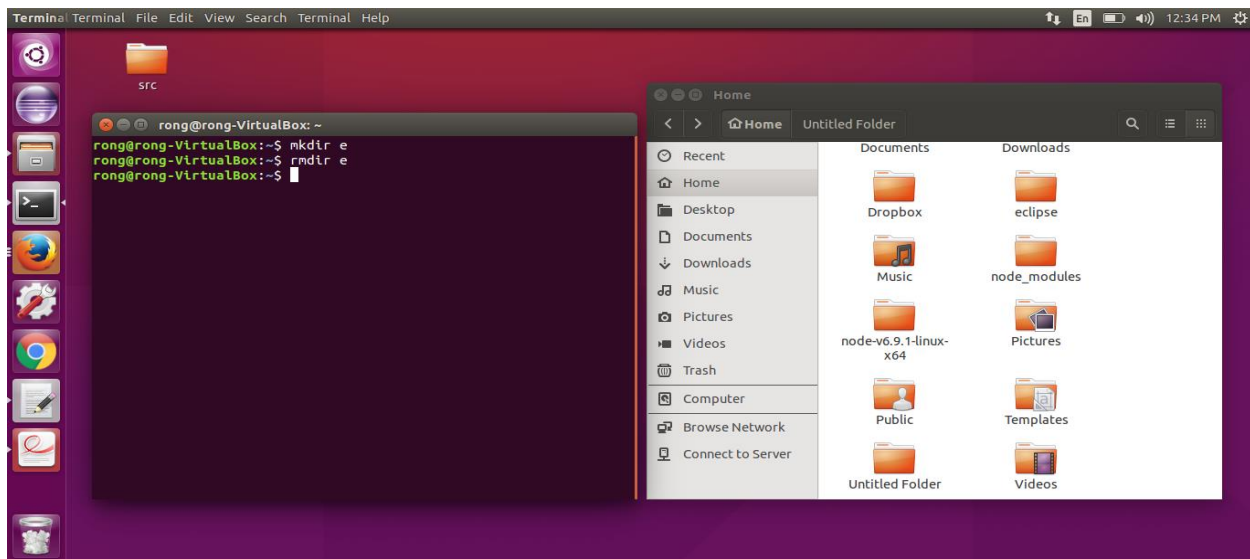 Terminal Terminal File Edit View Search Terminal Help
En 12:34 PM
src
rong@rong-VirtualBox: ~
rong@rong-VirtualBox:~$ mkdir e
rong@rong-VirtualBox:~$ rmdir e
rong@rong-VirtualBox:~$
Home
Home Untitled Folder
Recent
Home
Desktop
Documents
Downloads
Music
Pictures
Videos
Trash
Computer
Browse Network
Connect to Server
Documents Downloads
Dropbox eclipse
Music node_modules
node-v6.9.1-linux-
x64
Pictures
Public Templates
Untitled Folder Videos